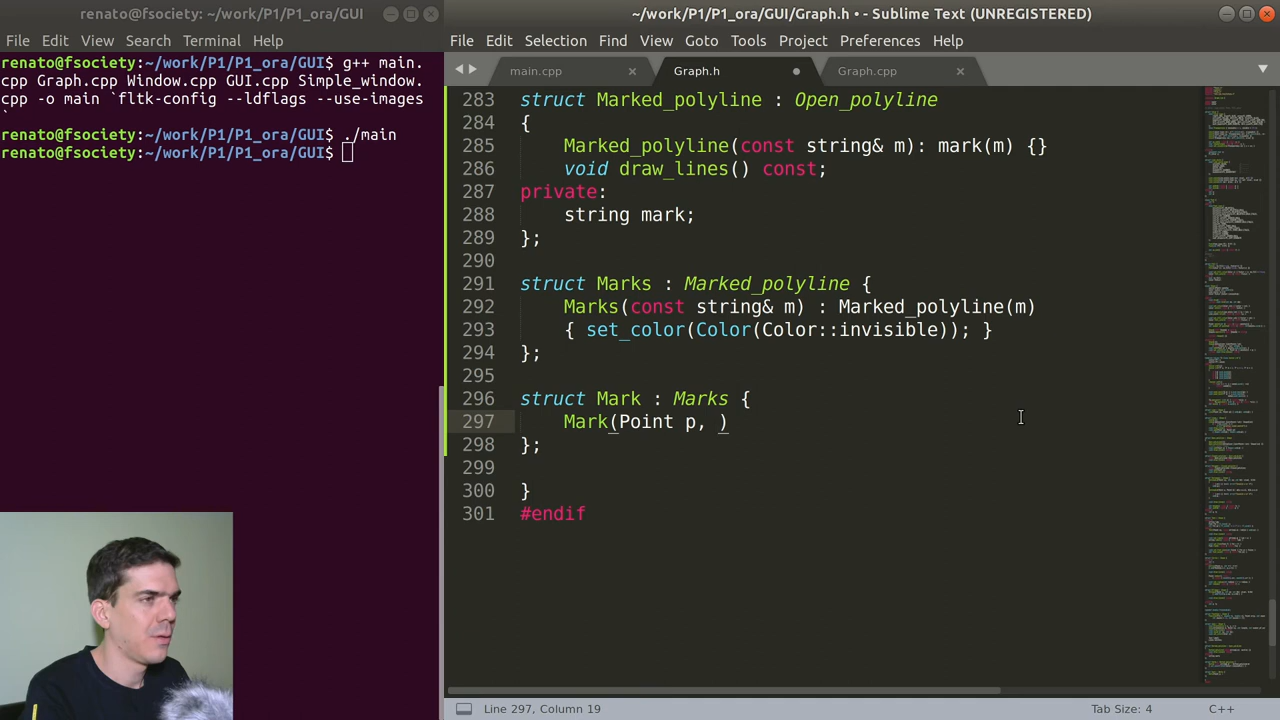 renato@fsociety: ~/work/P1/P1_ora/GUI
File Edit View Search Terminal Help
renato@fsociety:~/work/P1/P1_ora/GUI$ g++ main.
cpp Graph.cpp Window.cpp GUI.cpp Simple_window.
cpp -o main `fltk-config --ldflags --use-images
`
renato@fsociety:~/work/P1/P1_ora/GUI$ ./main
renato@fsociety:~/work/P1/P1_ora/GUI$
~/work/P1/P1_ora/GUI/Graph.h • - Sublime Text (UNREGISTERED)
File Edit Selection Find View Goto Tools Project Preferences Help
main.cpp Graph.h Graph.cpp
283 struct Marked_polyline : Open_polyline
284 {
285 Marked_polyline(const string& m): mark(m) {}
286 void draw_lines() const;
287 private:
288 string mark;
289 };
290
291 struct Marks : Marked_polyline {
292 Marks(const string& m) : Marked_polyline(m)
293 { set_color(Color(Color::invisible)); }
294 };
295
296 struct Mark : Marks {
297 Mark(Point p, )
298 };
299
300 }
301 #endif
Line 297, Column 19 Tab Size: 4 C++